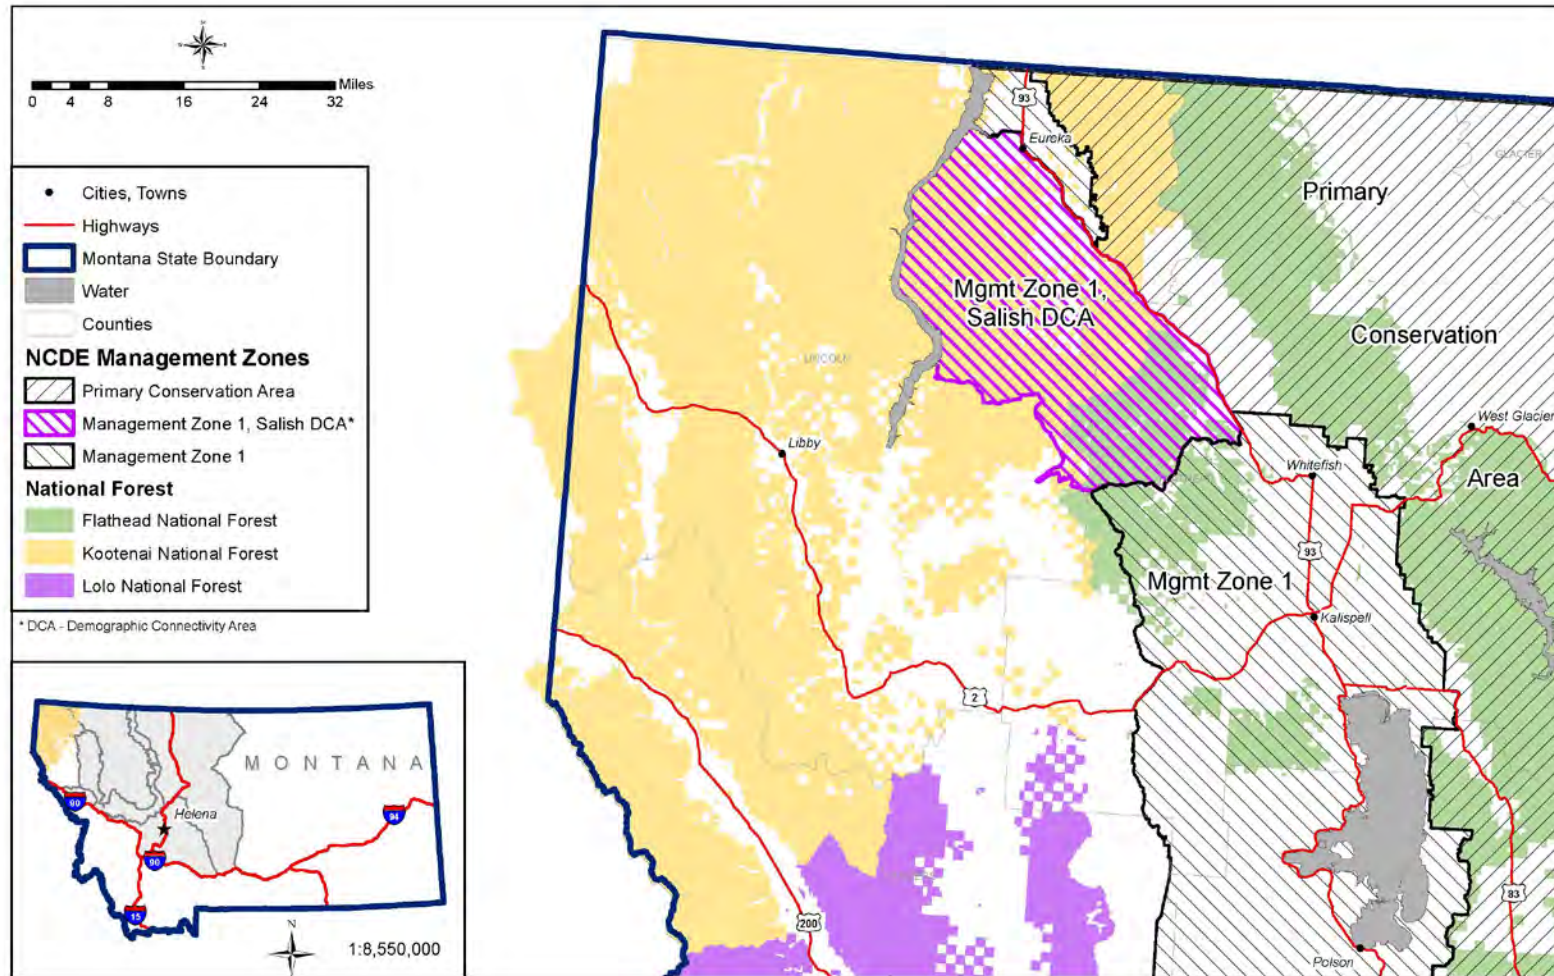 N
W
E
S
Miles
0 4 8 16 24 32
Cities, Towns
Highways
Montana State Boundary
Water
Counties
NCDE Management Zones
Primary Conservation Area
Management Zone 1, Salish DCA*
Management Zone 1
National Forest
Flathead National Forest
Kootenai National Forest
Lolo National Forest
* DCA - Demographic Connectivity Area
93
Eureka
GLACIER
Primary
Mgmt Zone 1,
Salish DCA
Conservation
LINCOLN
West Glacier
Libby
Whitefish
Area
93
Mgmt Zone 1
Kalispell
2
83
200
Polson
MONTANA
90
Helena
94
90
15
N
1:8,550,000